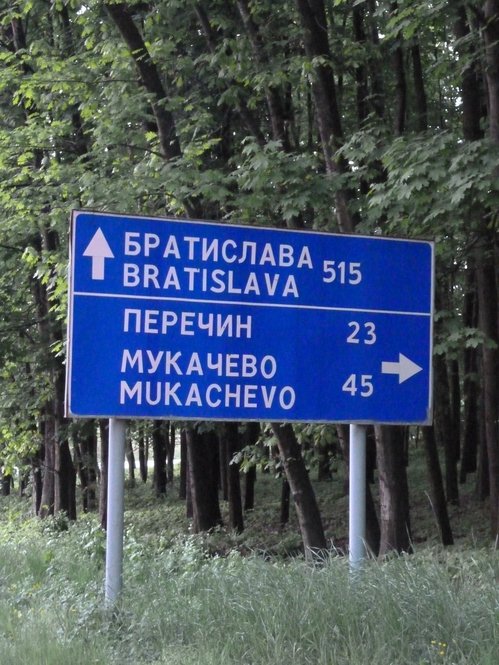 БРАТИСЛАВА
BRATISLAVA 515
ПЕРЕЧИН 23
МУКАЧЕВО
MUKACHEVO 45